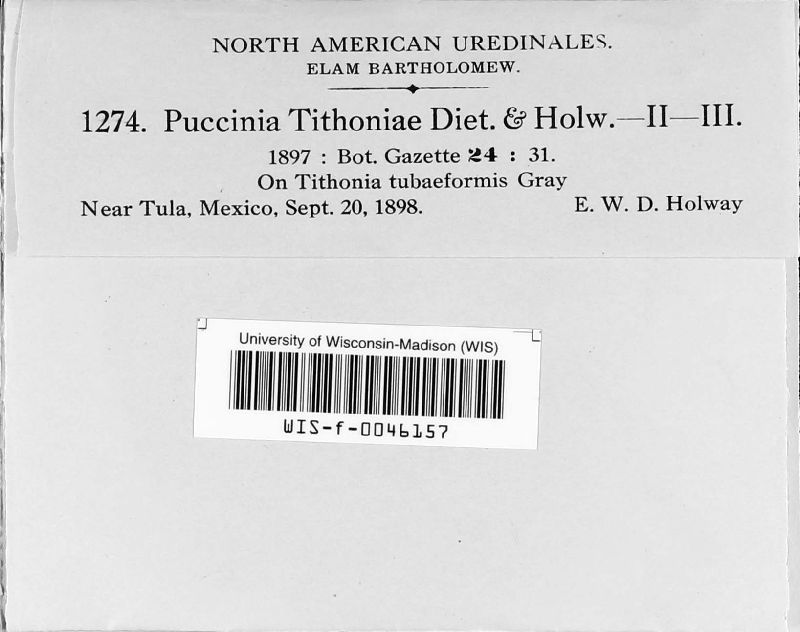 NORTH AMERICAN UREDINALES.
ELAM BARTHOLOMEW.
1274. Puccinia Tithoniae Diet. & Holw.—II—III.
1897 : Bot. Gazette 24 : 31.
On Tithonia tubaeformis Gray
Near Tula, Mexico, Sept. 20, 1898. E. W. D. Holway
University of Wisconsin-Madison (WIS)
WIS-f-0046157